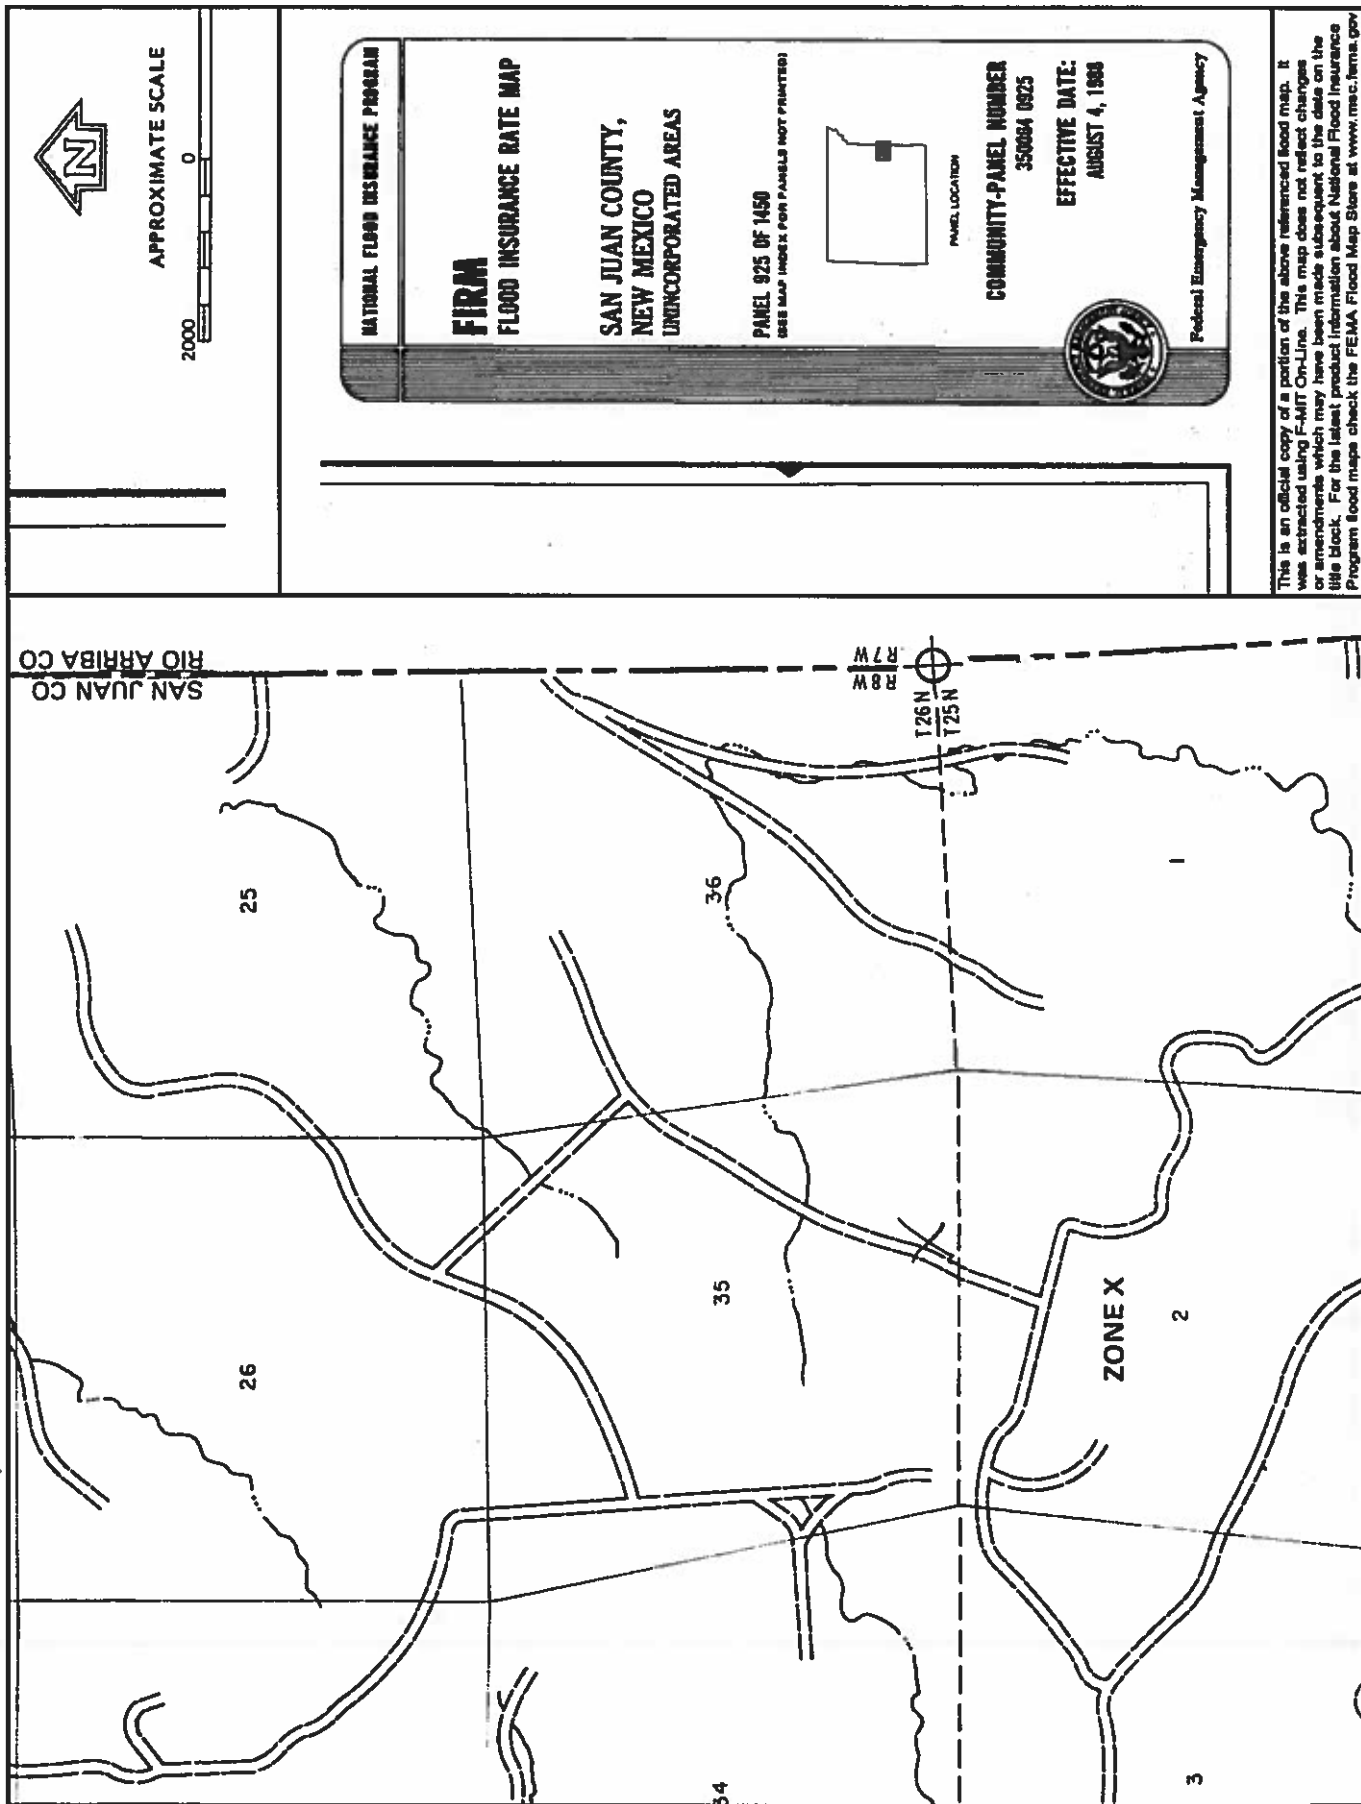 APPROXIMATE SCALE
2000
0
N
NATIONAL FLOOD INSURANCE PROGRAM
FIRM
FLOOD INSURANCE RATE MAP
SAN JUAN COUNTY,
NEW MEXICO
UNINCORPORATED AREAS
PANEL 925 OF 1450
(SEE MAP INDEX FOR PANELS NOT PRINTED)
PANEL LOCATION
COMMUNITY-PANEL NUMBER
350064 0925
EFFECTIVE DATE:
AUGUST 4, 1988
Federal Emergency Management Agency
This is an official copy of a portion of the above referenced flood map. It
was extracted using F-MIT On-Line. This map does not reflect changes
or amendments which may have been made subsequent to the date on the
title block. For the latest product information about National Flood Insurance
Program flood maps check the FEMA Flood Map Store at www.msc.fema.gov
RIO ARRIBA CO
SAN JUAN CO
R7W
R8W
T26N
T25N
25
36
1
26
35
ZONE X
2
34
3